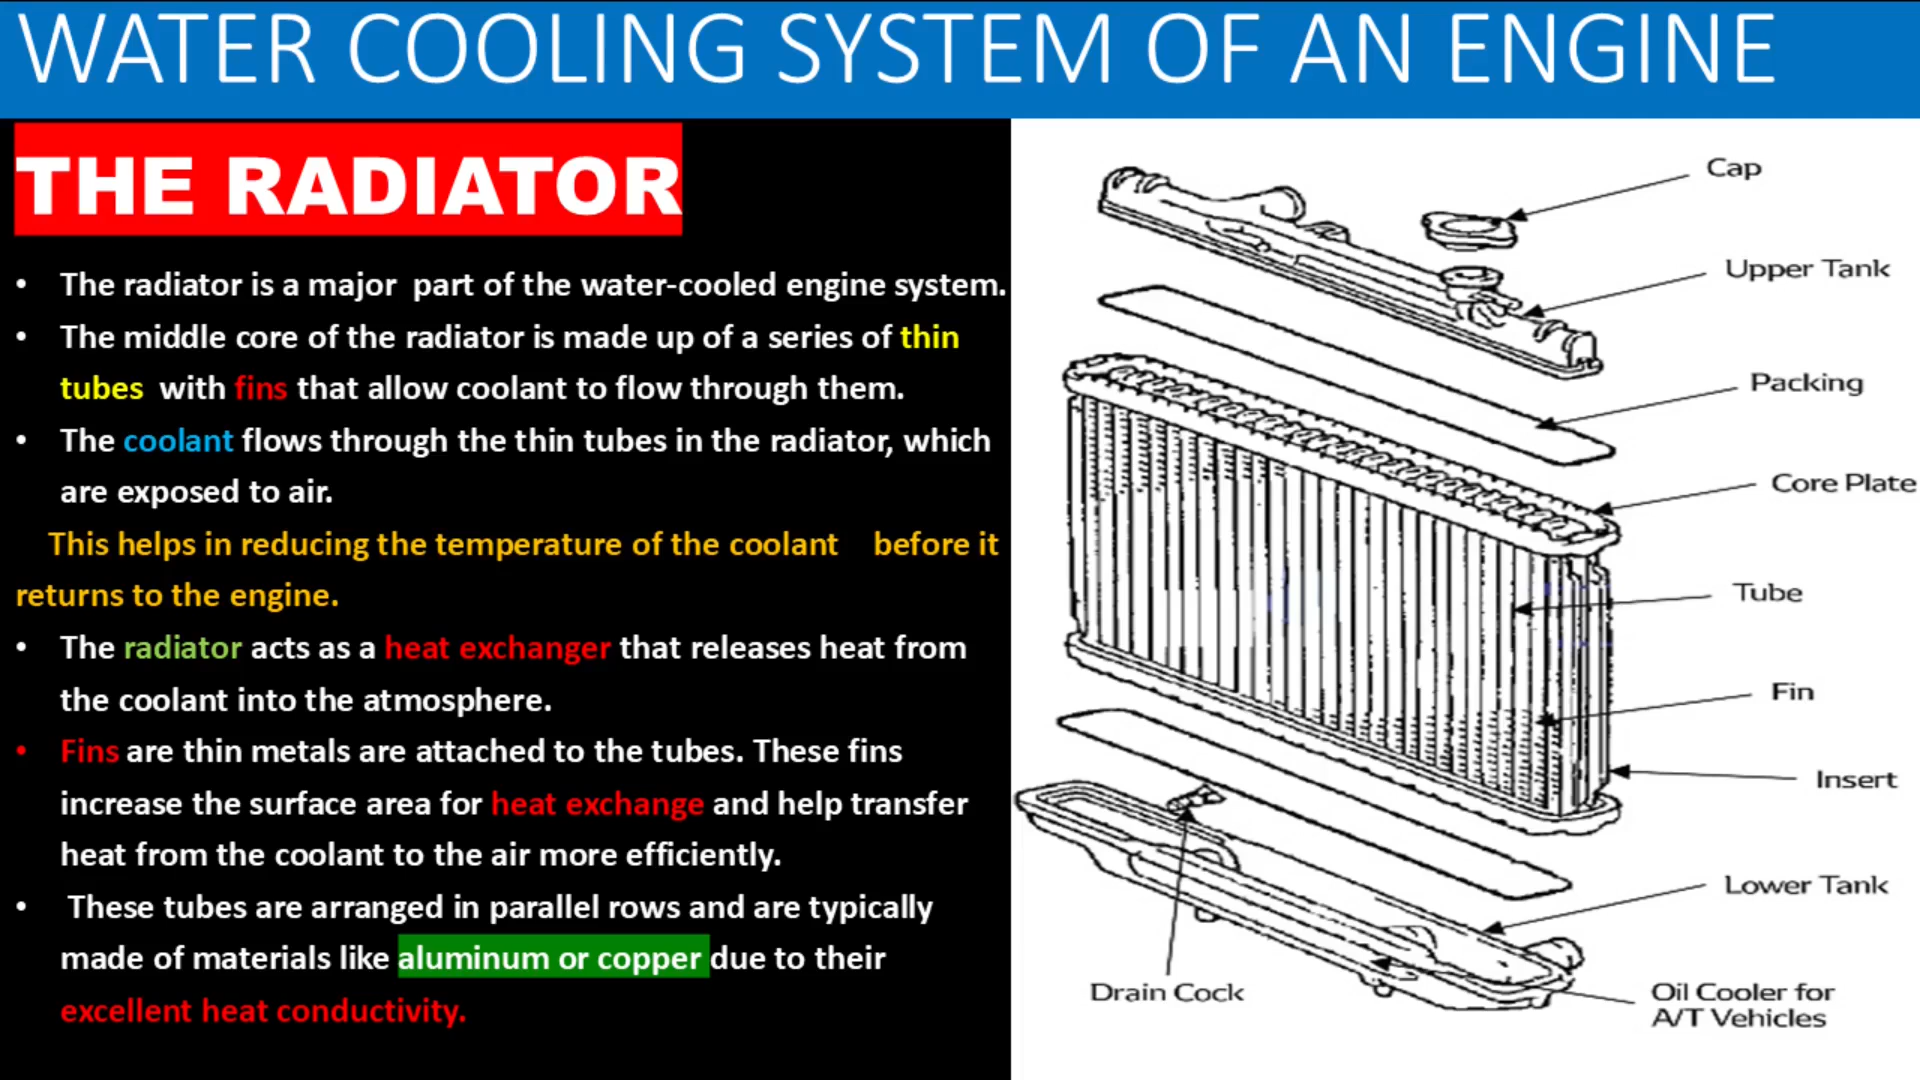 WATER COOLING SYSTEM OF AN ENGINE
THE RADIATOR
• The radiator is a major part of the water-cooled engine system.
• The middle core of the radiator is made up of a series of thin
tubes with fins that allow coolant to flow through them.
• The coolant flows through the thin tubes in the radiator, which
are exposed to air.
This helps in reducing the temperature of the coolant before it
returns to the engine.
• The radiator acts as a heat exchanger that releases heat from
the coolant into the atmosphere.
• Fins are thin metals are attached to the tubes. These fins
increase the surface area for heat exchange and help transfer
heat from the coolant to the air more efficiently.
• These tubes are arranged in parallel rows and are typically
made of materials like aluminum or copper due to their
excellent heat conductivity.
Cap
Upper Tank
Packing
Core Plate
Tube
Fin
Insert
Lower Tank
Drain Cock
Oil Cooler for
A/T Vehicles